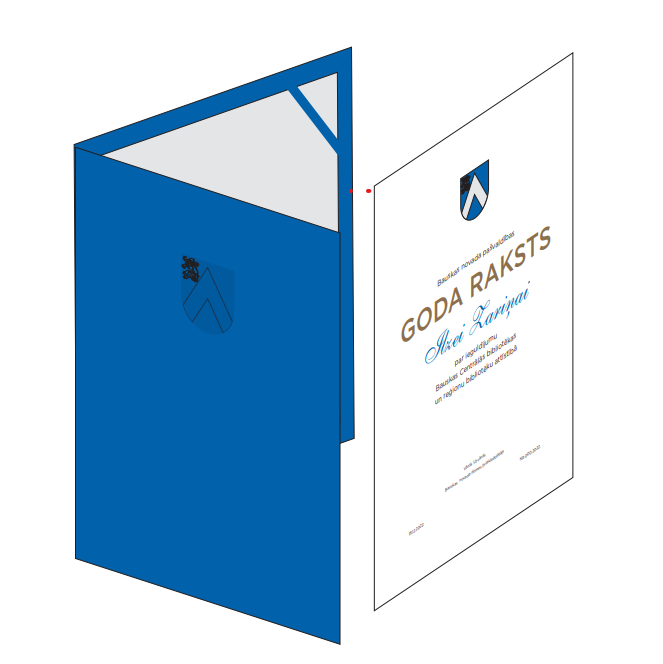 Bauskas novada pašvaldības
GODA RAKSTS
Ilzei Zariņai
par ieguldījumu
Bauskas Centrālās bibliotēkas
un reģionu bibliotēku attīstībā